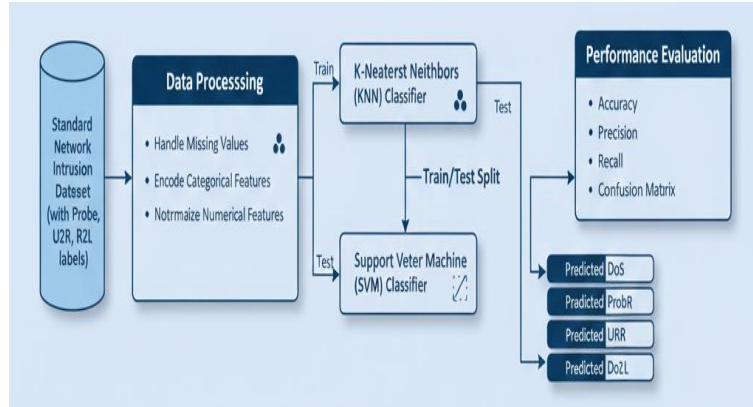 Standard
Network
Intrusion
Dateset
(with Probe,
U2R, R2L
labels)
Data Processsing
• Handle Missing Values
• Encode Categorical Features
• Notrmaize Numerical Features
Train
Test
K-Neaterst Neithbors
(KNN) Classifier
Train/Test Split
Support Veter Machine
(SVM) Classifier
Test
Performance Evaluation
• Accuracy
• Precision
• Recall
• Confusion Matrix
Predicted DoS
Pradicted ProbR
Predicted URR
Predicted Do2L